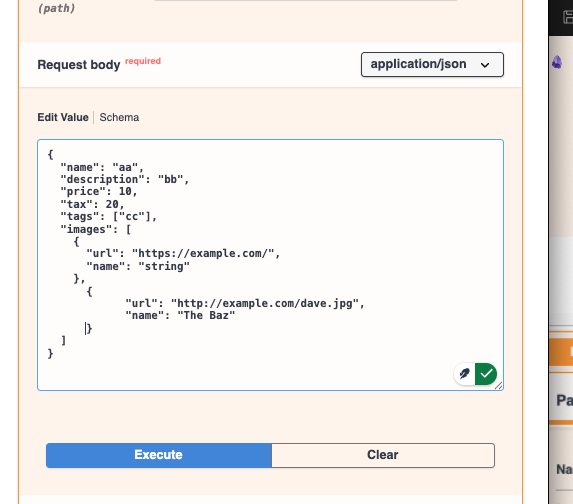 (path)
Request body required
application/json
Edit Value Schema
{
  "name": "aa",
  "description": "bb",
  "price": 10,
  "tax": 20,
  "tags": ["cc"],
  "images": [
    {
      "url": "https://example.com/",
      "name": "string"
    },
      {
            "url": "http://example.com/dave.jpg",
            "name": "The Baz"
      }
  ]
}
Execute
Clear
Pa
Na